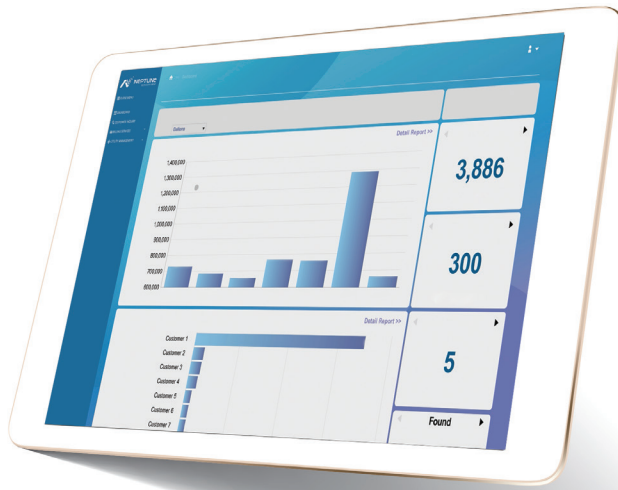 NEPTUNE
Gallons
Detail Report >>
1,400,000
1,300,000
1,200,000
1,100,000
1,000,000
900,000
800,000
700,000
600,000
3,886
300
Detail Report >>
Customer 1
Customer 2
Customer 3
Customer 4
Customer 5
Customer 6
Customer 7
5
Found